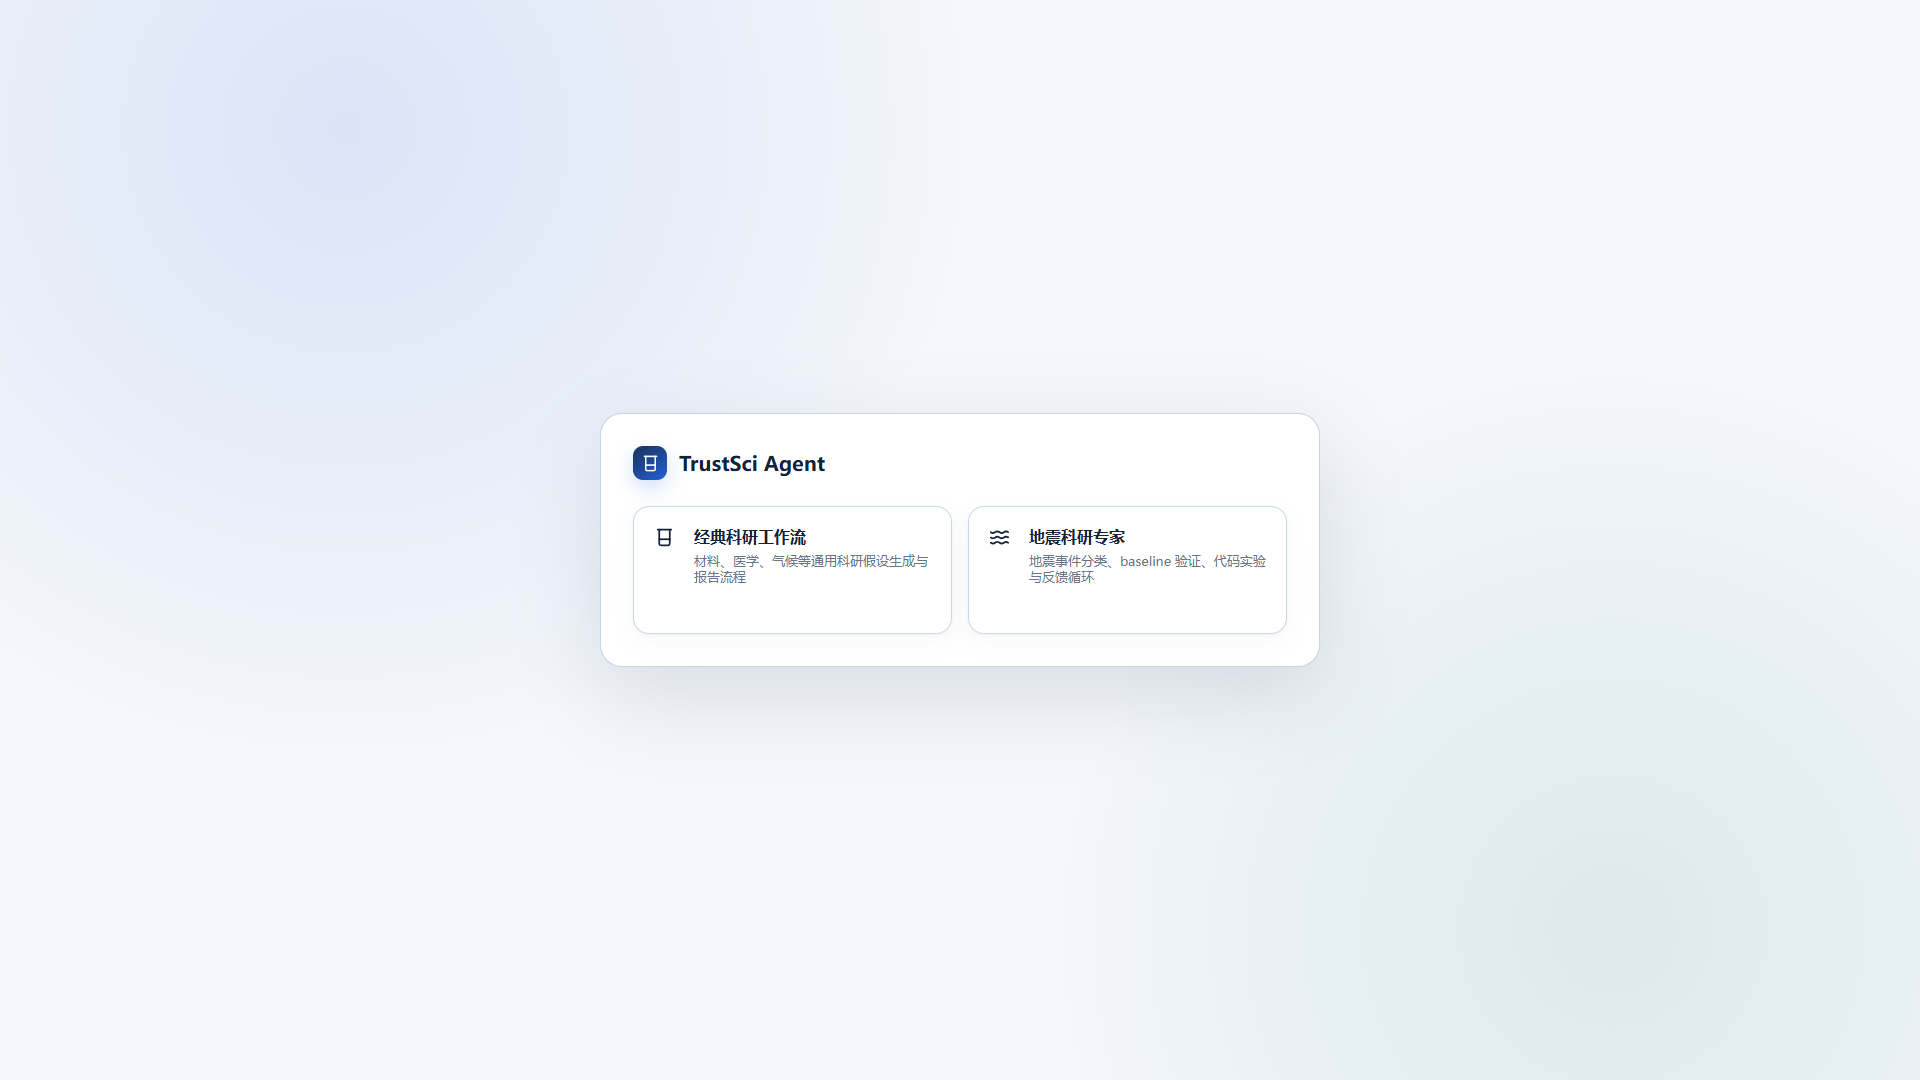 TrustSci Agent
经典科研工作流
材料、医学、气候等通用科研假设生成与
报告流程
地震科研专家
地震事件分类、baseline 验证、代码实验
与反馈循环